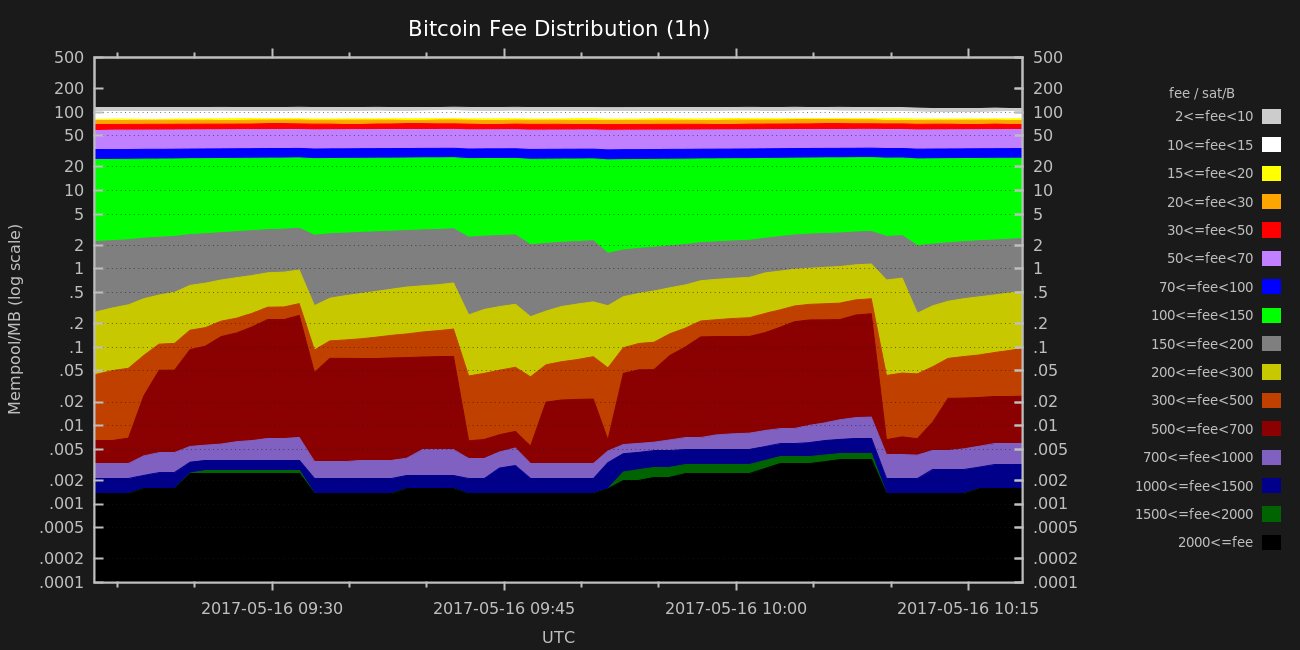 Bitcoin Fee Distribution (1h)
500
200
100
50
20
10
5
2
1
.5
.2
.1
.05
.02
.01
.005
.002
.001
.0005
.0002
.0001
Mempool/MB (log scale)
500
200
100
50
20
10
5
2
1
.5
.2
.1
.05
.02
.01
.005
.002
.001
.0005
.0002
.0001
2017-05-16 09:30
2017-05-16 09:45
2017-05-16 10:00
2017-05-16 10:15
UTC
fee / sat/B
2<=fee<10
10<=fee<15
15<=fee<20
20<=fee<30
30<=fee<50
50<=fee<70
70<=fee<100
100<=fee<150
150<=fee<200
200<=fee<300
300<=fee<500
500<=fee<700
700<=fee<1000
1000<=fee<1500
1500<=fee<2000
2000<=fee